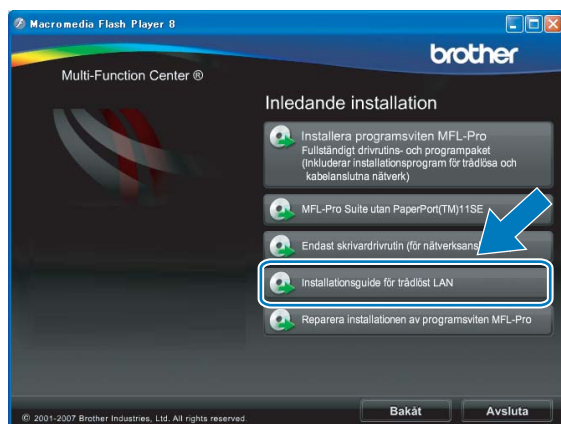 Macromedia Flash Player 8
brother
Multi-Function Center ®
Inledande installation
Installera programsviten MFL-Pro
Fullständigt drivrutins- och programpaket
(Inkluderar installationsprogram för trådlösa och
kabelanslutna nätverk)
MFL-Pro Suite utan PaperPort(TM)11SE
Endast skrivardrivrutin (för
Installationsguide för trådlöst LAN
Reparera installationen av programsviten MFL-Pro
Bakåt
Avsluta
© 2001-2007 Brother Industries, Ltd. All rights reserved.